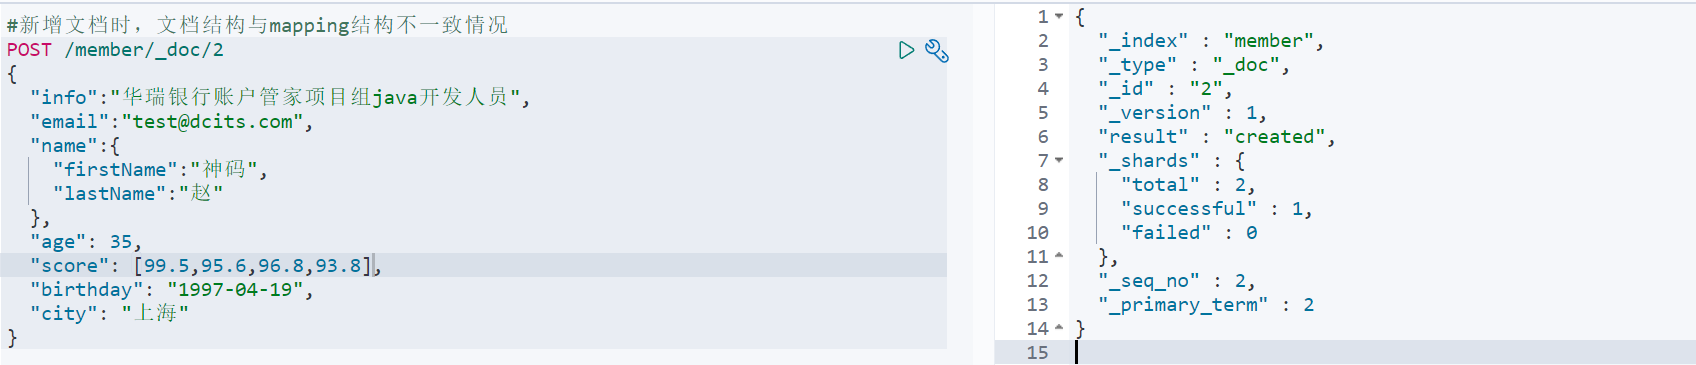 #新增文档时，文档结构与mapping结构不一致情况
POST /member/_doc/2
{
"info":"华瑞银行账户管家项目组java开发人员",
"email":"test@dcits.com",
"name":{
"firstName":"神码",
"lastName":"赵"
},
"age": 35,
"score": [99.5,95.6,96.8,93.8],
"birthday": "1997-04-19",
"city": "上海"
}
1 {
2 "_index" : "member",
3 "_type" : "_doc",
4 "_id" : "2",
5 "_version" : 1,
6 "result" : "created",
7 "_shards" : {
8 "total" : 2,
9 "successful" : 1,
10 "failed" : 0
11 },
12 "_seq_no" : 2,
13 "_primary_term" : 2
14 }
15